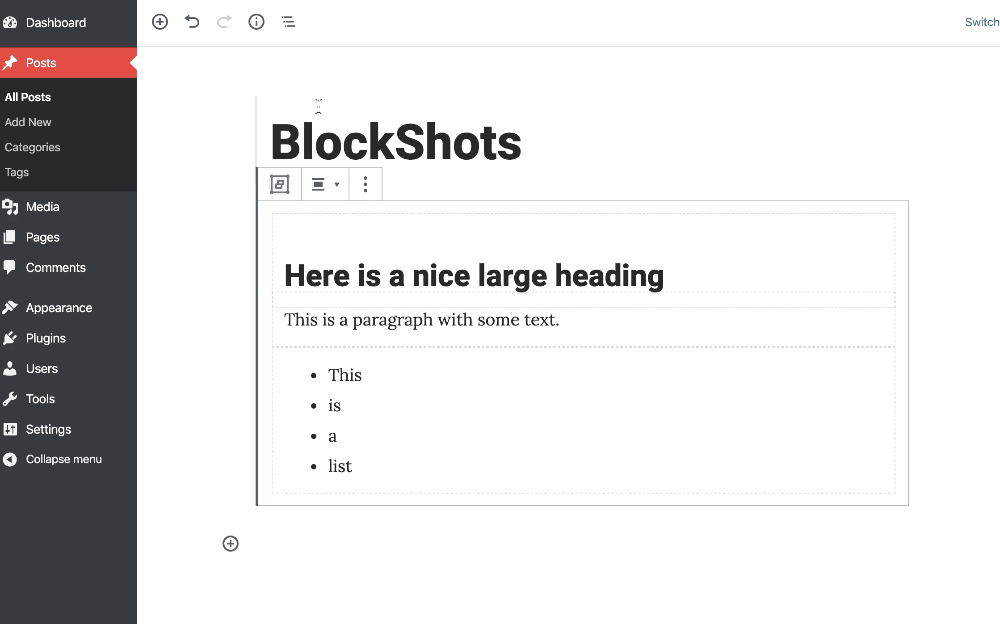 Dashboard
Switch
Posts
All Posts
Add New
Categories
Tags
Media
Pages
Comments
Appearance
Plugins
Users
Tools
Settings
Collapse menu
BlockShots
Here is a nice large heading
This is a paragraph with some text.
This
is
a
list